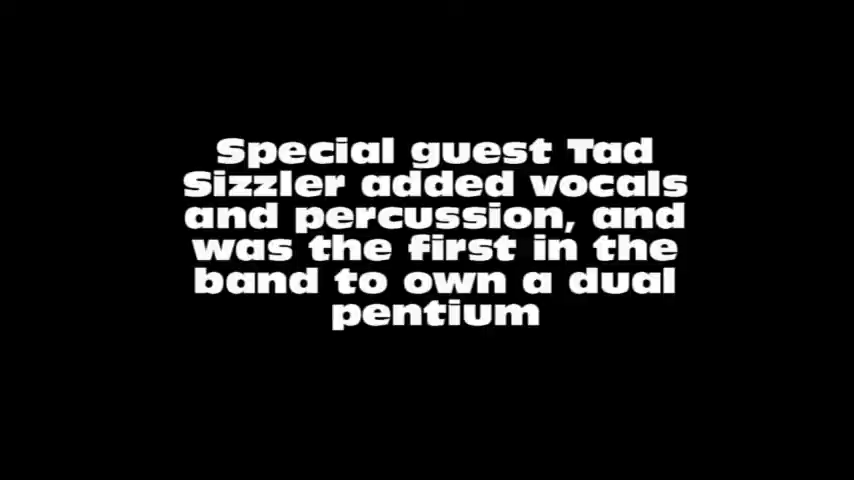 Special guest Tad
Sizzler added vocals
and percussion, and
was the first in the
band to own a dual
pentium